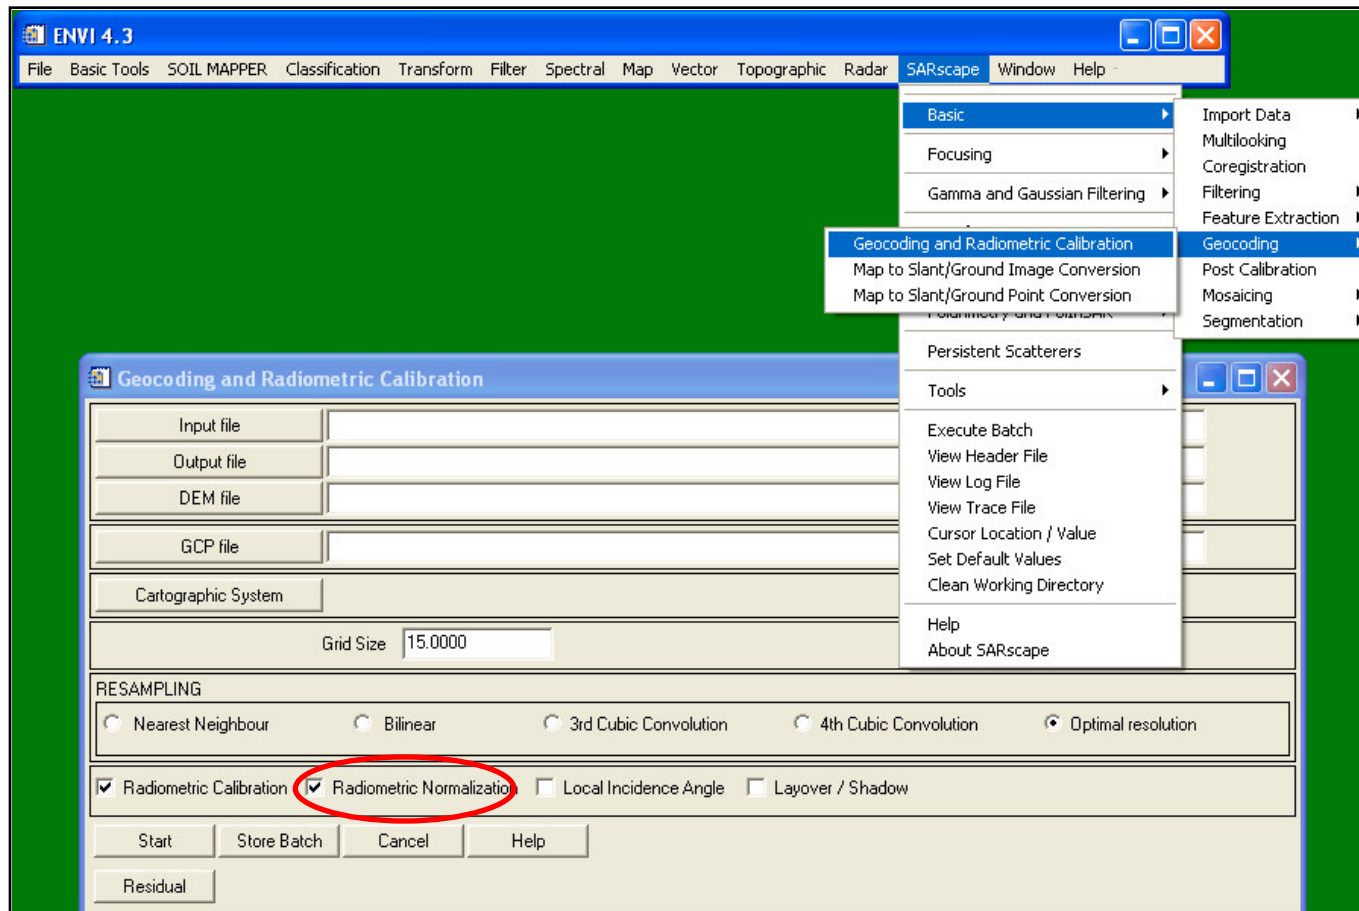 ENVI 4.3
File Basic Tools SOIL MAPPER Classification Transform Filter Spectral Map Vector Topographic Radar SARscape Window Help
Basic
Focusing
Gamma and Gaussian Filtering
Import Data
Multilooking
Coregistration
Filtering
Feature Extraction
Geocoding
Post Calibration
Mosaicing
Segmentation
Geocoding and Radiometric Calibration
Map to Slant/Ground Image Conversion
Map to Slant/Ground Point Conversion
Polarimetry and PolInSAR
Persistent Scatterers
Tools
Execute Batch
View Header File
View Log File
View Trace File
Cursor Location / Value
Set Default Values
Clean Working Directory
Help
About SARscape
Geocoding and Radiometric Calibration
Input file
Output file
DEM file
GCP file
Cartographic System
Grid Size 15.0000
RESAMPLING
Nearest Neighbour Bilinear 3rd Cubic Convolution 4th Cubic Convolution Optimal resolution
Radiometric Calibration Radiometric Normalization Local Incidence Angle Layover / Shadow
Start Store Batch Cancel Help
Residual